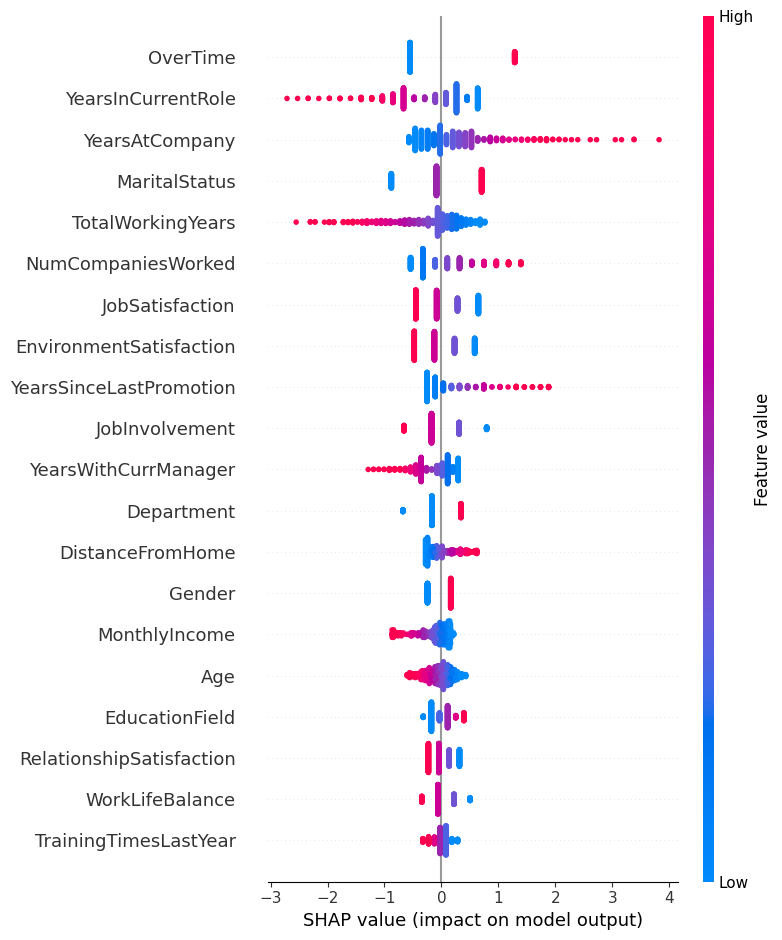 High
OverTime
YearsInCurrentRole
YearsAtCompany
MaritalStatus
TotalWorkingYears
NumCompaniesWorked
JobSatisfaction
EnvironmentSatisfaction
YearsSinceLastPromotion
JobInvolvement
YearsWithCurrManager
Department
DistanceFromHome
Gender
MonthlyIncome
Age
EducationField
RelationshipSatisfaction
WorkLifeBalance
TrainingTimesLastYear
Feature value
Low
−3 −2 −1 0 1 2 3 4
SHAP value (impact on model output)